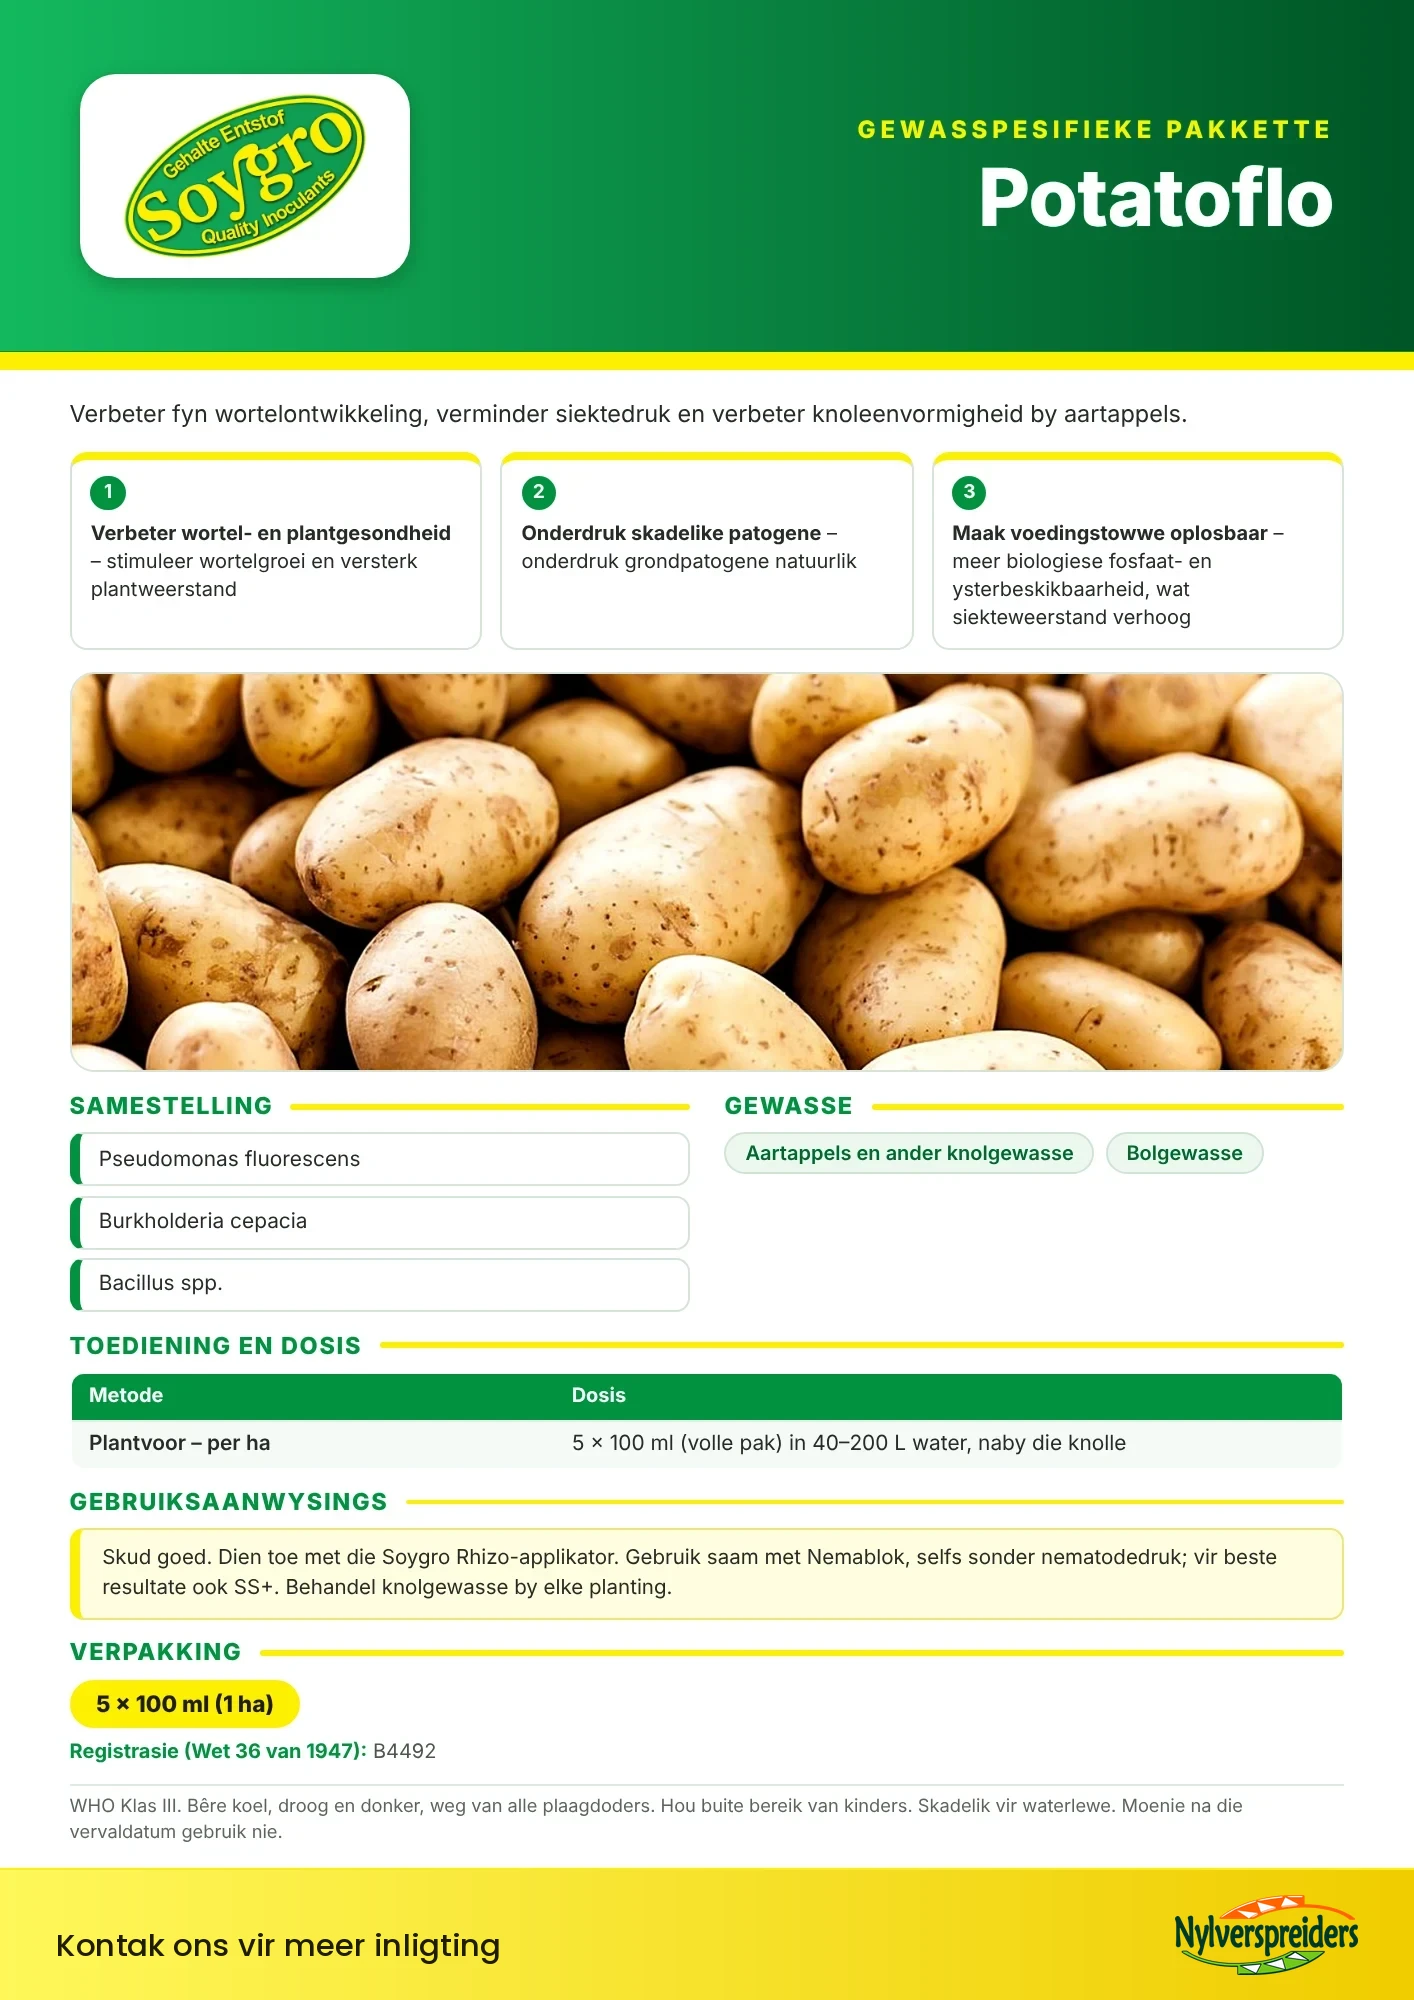 Gehalte Entstof
Soygro
Quality Inoculants
GEWASSPESIFIEKE PAKKETTE
Potatoflo
Verbeter fyn wortelontwikkeling, verminder siektedruk en verbeter knoleenvormigheid by aartappels.
1
Verbeter wortel- en plantgesondheid
– stimuleer wortelgroei en versterk
plantweerstand
2
Onderdruk skadelike patogene –
onderdruk grondpatogene natuurlik
3
Maak voedingstowwe oplosbaar –
meer biologiese fosfaat- en
ysterbeskikbaarheid, wat
siekteweerstand verhoog
SAMESTELLING
Pseudomonas fluorescens
Burkholderia cepacia
Bacillus spp.
GEWASSE
Aartappels en ander knolgewasse
Bolgewasse
TOEDIENING EN DOSIS
Metode Dosis
Plantvoor – per ha 5 × 100 ml (volle pak) in 40–200 L water, naby die knolle
GEBRUIKSAANWYSINGS
Skud goed. Dien toe met die Soygro Rhizo-applikator. Gebruik saam met Nemablok, selfs sonder nematodedruk; vir beste
resultate ook SS+. Behandel knolgewasse by elke planting.
VERPAKKING
5 × 100 ml (1 ha)
Registrasie (Wet 36 van 1947): B4492
WHO Klas III. Bêre koel, droog en donker, weg van alle plaagdoders. Hou buite bereik van kinders. Skadelik vir waterlewe. Moenie na die
vervaldatum gebruik nie.
Kontak ons vir meer inligting
Nylverspreiders